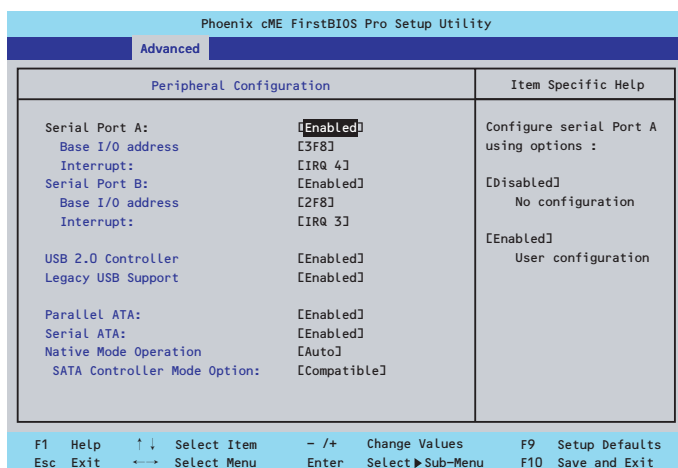 Phoenix cME FirstBIOS Pro Setup Utility
Advanced
Peripheral Configuration
Item Specific Help
Serial Port A: [Enabled]
Base I/O address [3F8]
Interrupt: [IRQ 4]
Serial Port B: [Enabled]
Base I/O address [2F8]
Interrupt: [IRQ 3]
USB 2.0 Controller [Enabled]
Legacy USB Support [Enabled]
Parallel ATA: [Enabled]
Serial ATA: [Enabled]
Native Mode Operation [Auto]
SATA Controller Mode Option: [Compatible]
Configure serial Port A
using options :
[Disabled]
No configuration
[Enabled]
User configuration
F1 Help ↑↓ Select Item - /+ Change Values F9 Setup Defaults
Esc Exit ←→ Select Menu Enter Select ▶ Sub-Menu F10 Save and Exit